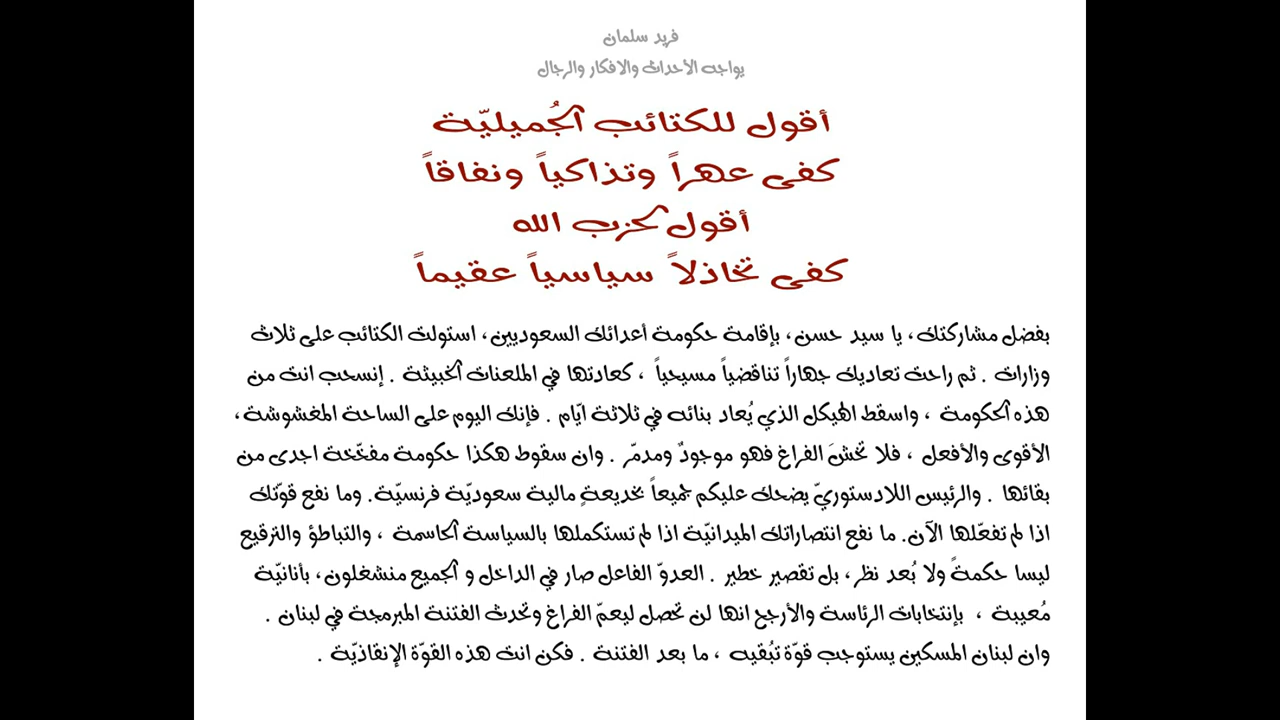 فريد سلمان
يواجه الأحداث والافكار والرجال
أقول للكتائب الجُميليّة
كفى عهراً وتذاكياً ونفاقاً
أقول لحزب الله
كفى تخاذلاً سياسياً عقيماً
بفضل مشاركتك، يا سيد حسن، بإقامة حكومة أعدائك السعوديين، استولت الكتائب على ثلاث
وزارات . ثم راحت تعاديك جهاراً تناقضياً مسيحياً ، كعادتها في الملعنات الخبيثة . إنسحب انت من
هذه الحكومة ، واسقط الهيكل الذي يُعاد بنائه في ثلاثة ايّام . فإنك اليوم على الساحة المغشوشة،
الأقوى والأفعل ، فلا تخشَ الفراغ فهو موجودٌ ومدمّر . وان سقوط هكذا حكومة مفخّخة اجدى من
بقائها . والرئيس اللادستوريّ يضحك عليكم جميعاً بخديعةٍ مالية سعوديّة فرنسيّة. وما نفع قوّتك
اذا لم تفعّلها الآن. ما نفع انتصاراتك الميدانيّة اذا لم تستكملها بالسياسة الحاسمة ، والتباطؤ والترقيع
ليسا حكمةً ولا بُعد نظر، بل تقصير خطير . العدوّ الفاعل صار في الداخل و الجميع منشغلون، بأنانيّة
مُعيبة ، بإنتخابات الرئاسة والأرجح انها لن تحصل ليعمّ الفراغ وتحدث الفتنة المبرمجة في لبنان .
وان لبنان المسكين يستوجب قوّة تبُقيه ، ما بعد الفتنة . فكن انت هذه القوّة الإنقاذيّة .